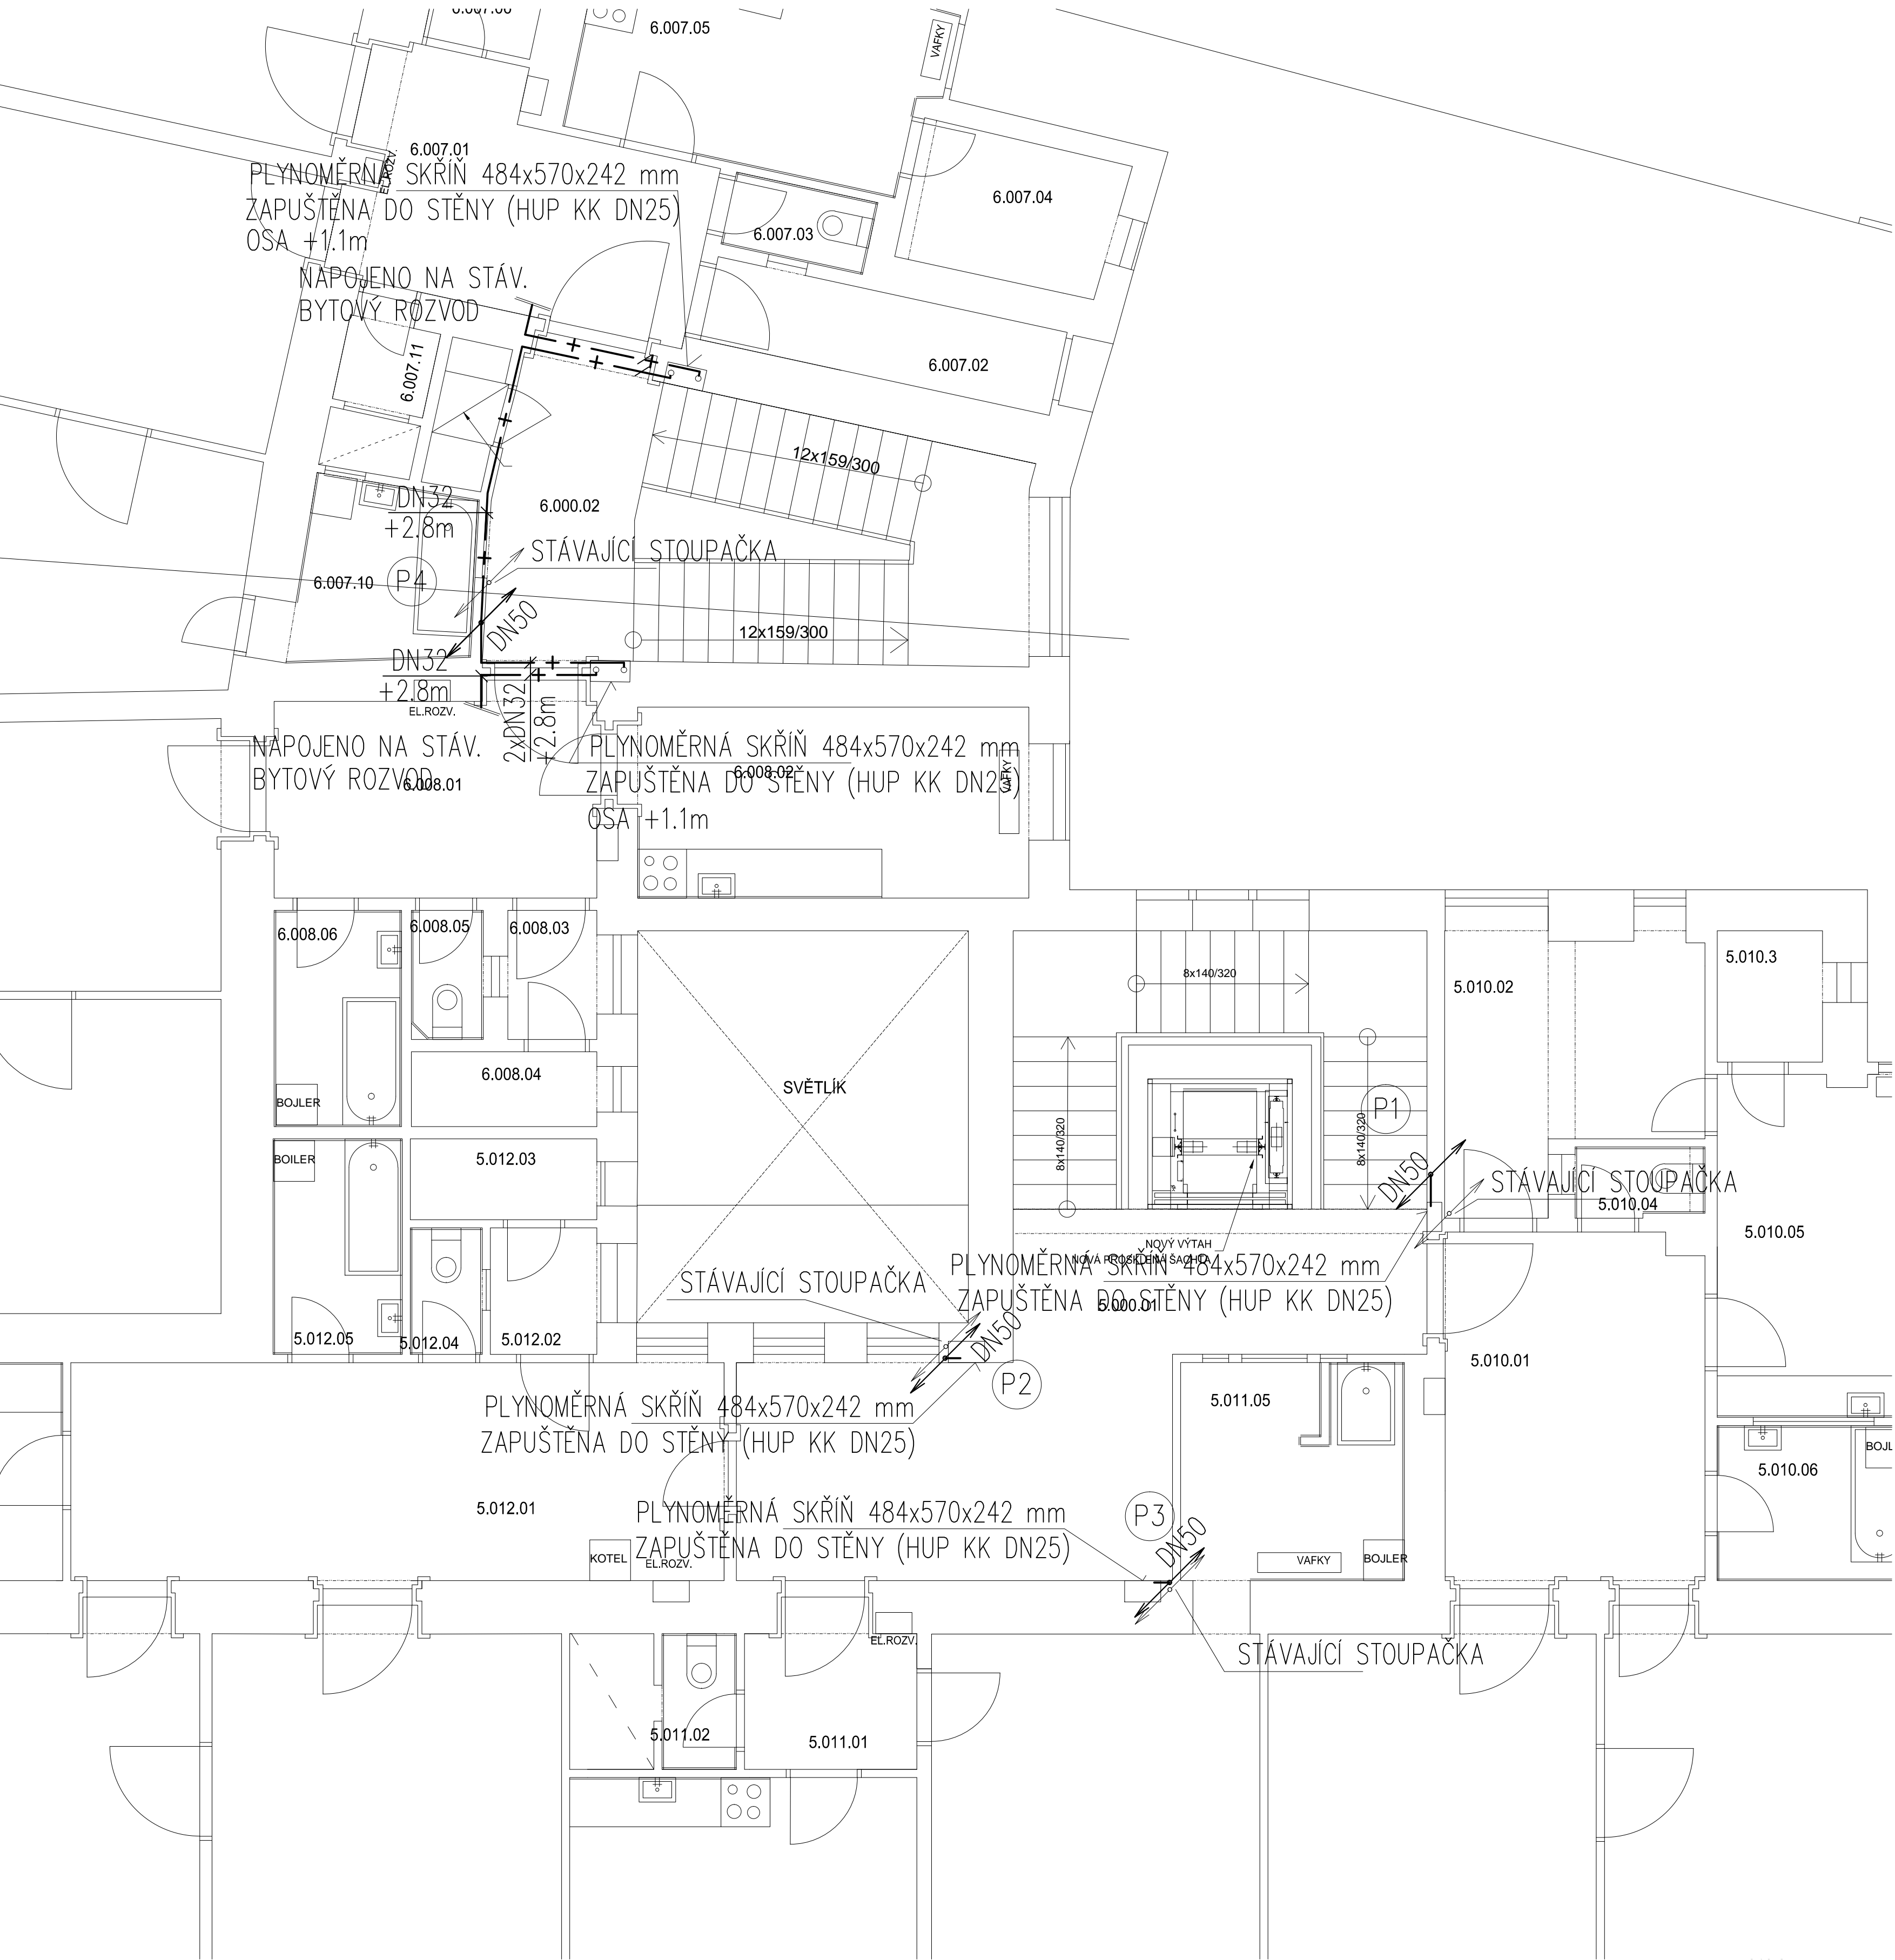 6.007.05
VAFKY
6.007.01
EL.ROZV.
PLYNOMĚRNÁ SKŘÍŇ 484x570x242 mm
ZAPUŠTĚNA DO STĚNY (HUP KK DN25)
OSA +1.1m
NAPOJENO NA STÁV.
BYTOVÝ ROZVOD
6.007.04
6.007.03
6.007.02
6.007.11
12x159/300
DN32
+2.8m
6.000.02
STÁVAJÍCÍ STOUPAČKA
6.007.10
P4
DN50
12x159/300
DN32
+2.8m
EL.ROZV.
2xDN32
+2.8m
NAPOJENO NA STÁV.
BYTOVÝ ROZVOD
6.008.01
PLYNOMĚRNÁ SKŘÍŇ 484x570x242 mm
ZAPUŠTĚNA DO STĚNY (HUP KK DN25)
OSA +1.1m
6.008.02
VAFKY
6.008.06
6.008.05
6.008.03
6.008.04
BOJLER
SVĚTLÍK
8x140/320
8x140/320
8x140/320
P1
5.010.02
5.010.3
BOILER
5.012.03
DN50
STÁVAJÍCÍ STOUPAČKA
5.010.04
5.010.05
NOVÝ VÝTAH
NOVÁ PROSKLENÁ ŠACHTA
PLYNOMĚRNÁ SKŘÍŇ 484x570x242 mm
ZAPUŠTĚNA DO STĚNY (HUP KK DN25)
5.000.01
STÁVAJÍCÍ STOUPAČKA
DN50
P2
5.012.05
5.012.04
5.012.02
5.010.01
5.011.05
PLYNOMĚRNÁ SKŘÍŇ 484x570x242 mm
ZAPUŠTĚNA DO STĚNY (HUP KK DN25)
5.010.06
BOJL
5.012.01
PLYNOMĚRNÁ SKŘÍŇ 484x570x242 mm
ZAPUŠTĚNA DO STĚNY (HUP KK DN25)
P3
DN50
KOTEL
EL.ROZV.
VAFKY
BOJLER
EL.ROZV.
STÁVAJÍCÍ STOUPAČKA
5.011.02
5.011.01